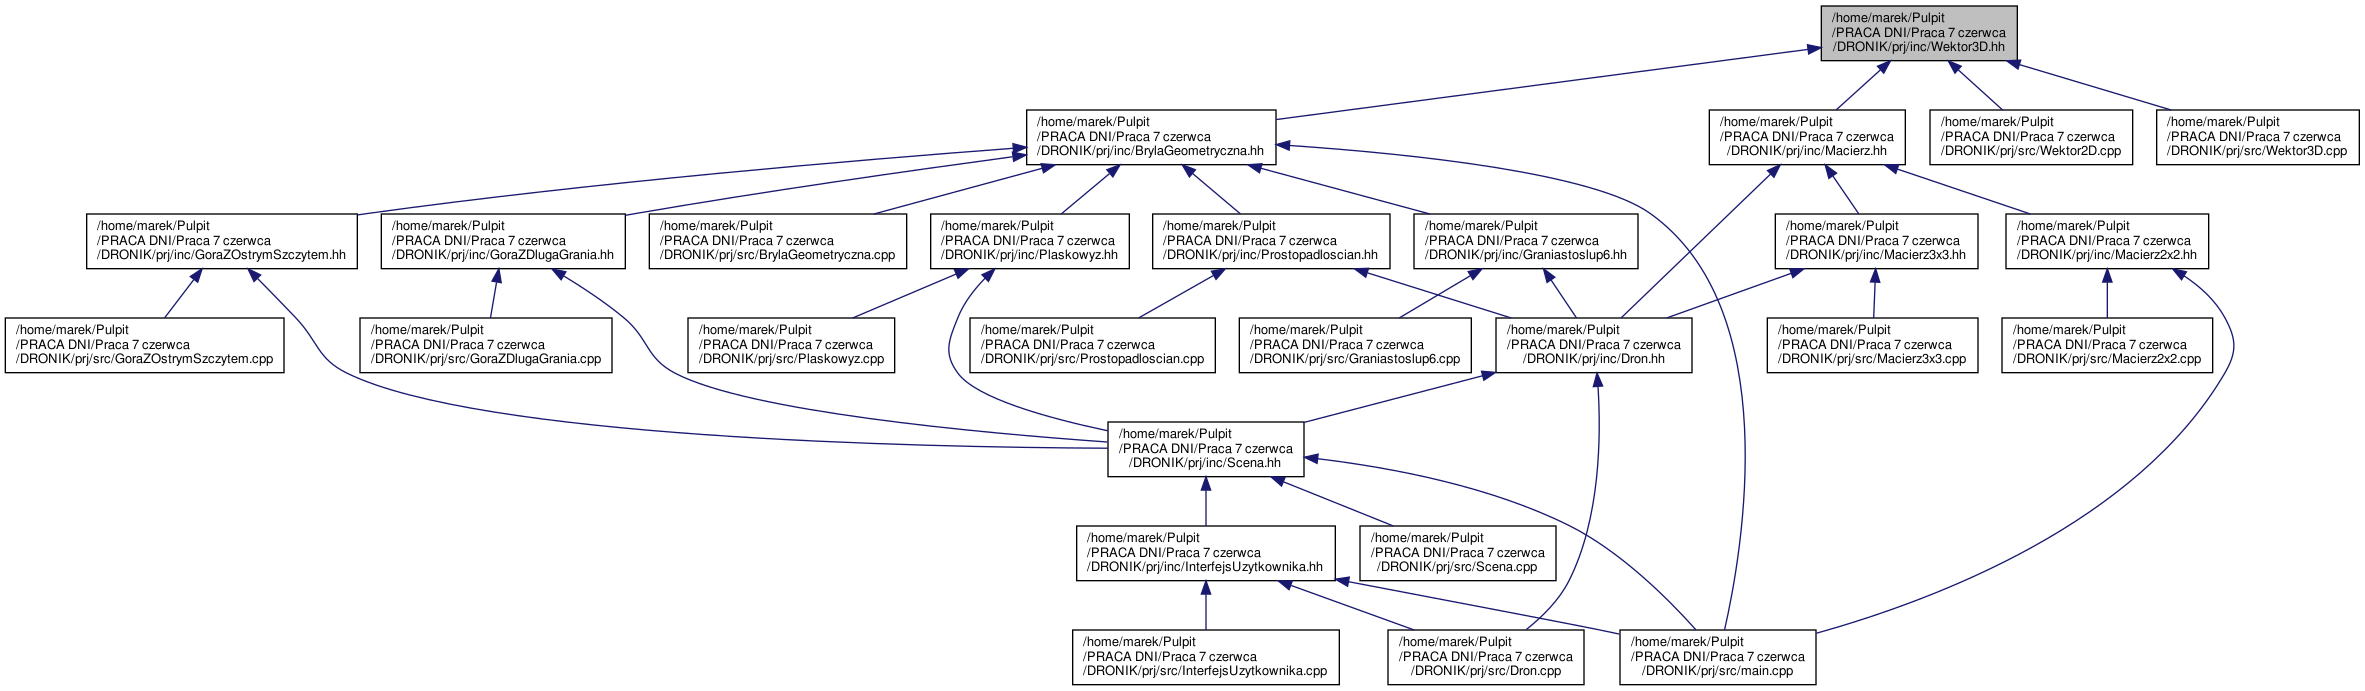 /home/marek/Pulpit
/PRACA DNI/Praca 7 czerwca
/DRONIK/prj/inc/Wektor3D.hh
/home/marek/Pulpit
/PRACA DNI/Praca 7 czerwca
/DRONIK/prj/inc/BrylaGeometryczna.hh
/home/marek/Pulpit
/PRACA DNI/Praca 7 czerwca
/DRONIK/prj/inc/Macierz.hh
/home/marek/Pulpit
/PRACA DNI/Praca 7 czerwca
/DRONIK/prj/src/Wektor2D.cpp
/home/marek/Pulpit
/PRACA DNI/Praca 7 czerwca
/DRONIK/prj/src/Wektor3D.cpp
/home/marek/Pulpit
/PRACA DNI/Praca 7 czerwca
/DRONIK/prj/inc/GoraZOstrymSzczytem.hh
/home/marek/Pulpit
/PRACA DNI/Praca 7 czerwca
/DRONIK/prj/inc/GoraZDlugaGrania.hh
/home/marek/Pulpit
/PRACA DNI/Praca 7 czerwca
/DRONIK/prj/src/BrylaGeometryczna.cpp
/home/marek/Pulpit
/PRACA DNI/Praca 7 czerwca
/DRONIK/prj/inc/Plaskowyz.hh
/home/marek/Pulpit
/PRACA DNI/Praca 7 czerwca
/DRONIK/prj/inc/Prostopadloscian.hh
/home/marek/Pulpit
/PRACA DNI/Praca 7 czerwca
/DRONIK/prj/inc/Graniastoslup6.hh
/home/marek/Pulpit
/PRACA DNI/Praca 7 czerwca
/DRONIK/prj/inc/Macierz3x3.hh
/home/marek/Pulpit
/PRACA DNI/Praca 7 czerwca
/DRONIK/prj/inc/Macierz2x2.hh
/home/marek/Pulpit
/PRACA DNI/Praca 7 czerwca
/DRONIK/prj/src/GoraZOstrymSzczytem.cpp
/home/marek/Pulpit
/PRACA DNI/Praca 7 czerwca
/DRONIK/prj/src/GoraZDlugaGrania.cpp
/home/marek/Pulpit
/PRACA DNI/Praca 7 czerwca
/DRONIK/prj/src/Plaskowyz.cpp
/home/marek/Pulpit
/PRACA DNI/Praca 7 czerwca
/DRONIK/prj/src/Prostopadloscian.cpp
/home/marek/Pulpit
/PRACA DNI/Praca 7 czerwca
/DRONIK/prj/src/Graniastoslup6.cpp
/home/marek/Pulpit
/PRACA DNI/Praca 7 czerwca
/DRONIK/prj/inc/Dron.hh
/home/marek/Pulpit
/PRACA DNI/Praca 7 czerwca
/DRONIK/prj/src/Macierz3x3.cpp
/home/marek/Pulpit
/PRACA DNI/Praca 7 czerwca
/DRONIK/prj/src/Macierz2x2.cpp
/home/marek/Pulpit
/PRACA DNI/Praca 7 czerwca
/DRONIK/prj/inc/Scena.hh
/home/marek/Pulpit
/PRACA DNI/Praca 7 czerwca
/DRONIK/prj/inc/InterfejsUzytkownika.hh
/home/marek/Pulpit
/PRACA DNI/Praca 7 czerwca
/DRONIK/prj/src/Scena.cpp
/home/marek/Pulpit
/PRACA DNI/Praca 7 czerwca
/DRONIK/prj/src/InterfejsUzytkownika.cpp
/home/marek/Pulpit
/PRACA DNI/Praca 7 czerwca
/DRONIK/prj/src/Dron.cpp
/home/marek/Pulpit
/PRACA DNI/Praca 7 czerwca
/DRONIK/prj/src/main.cpp